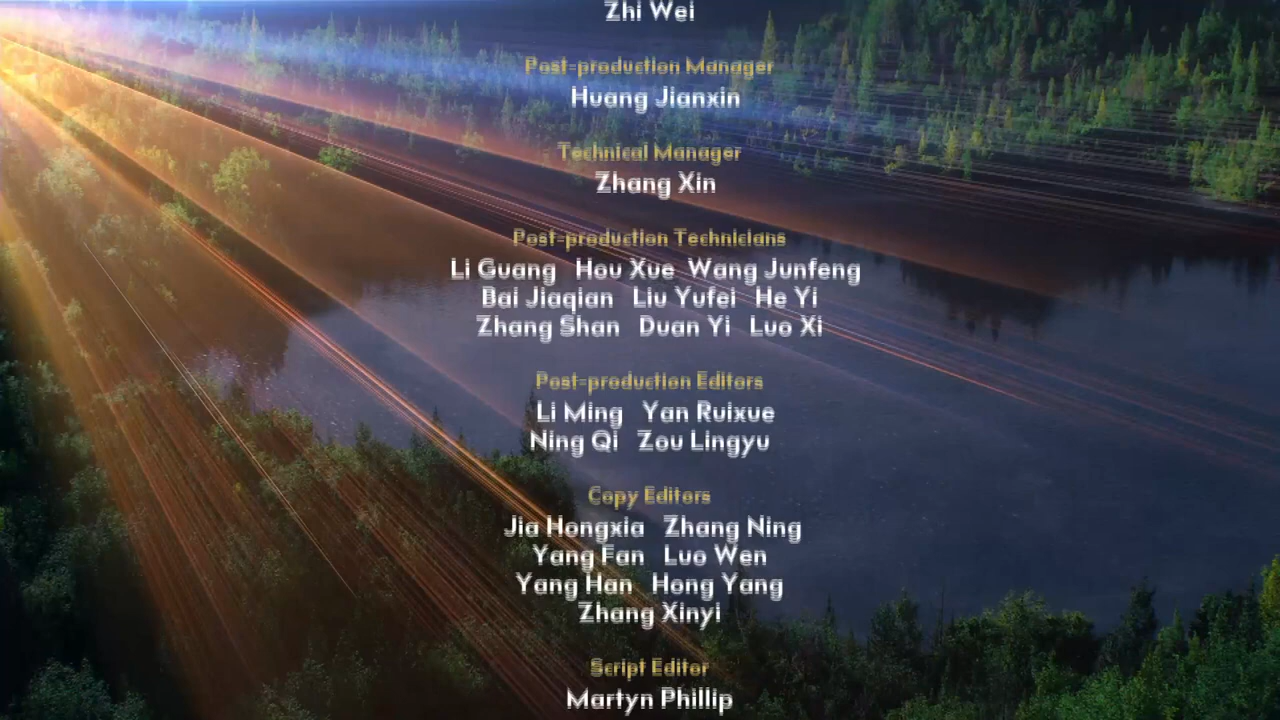 Zhi Wei
Post-production Manager
Huang Jianxin
Technical Manager
Zhang Xin
Post-production Technicians
Li Guang Hou Xue Wang Junfeng
Bai Jiaqian Liu Yufei He Yi
Zhang Shan Duan Yi Luo Xi
Post-production Editors
Li Ming Yan Ruixue
Ning Qi Zou Lingyu
Copy Editors
Jia Hongxia Zhang Ning
Yang Fan Luo Wen
Yang Han Hong Yang
Zhang Xinyi
Script Editor
Martyn Phillip